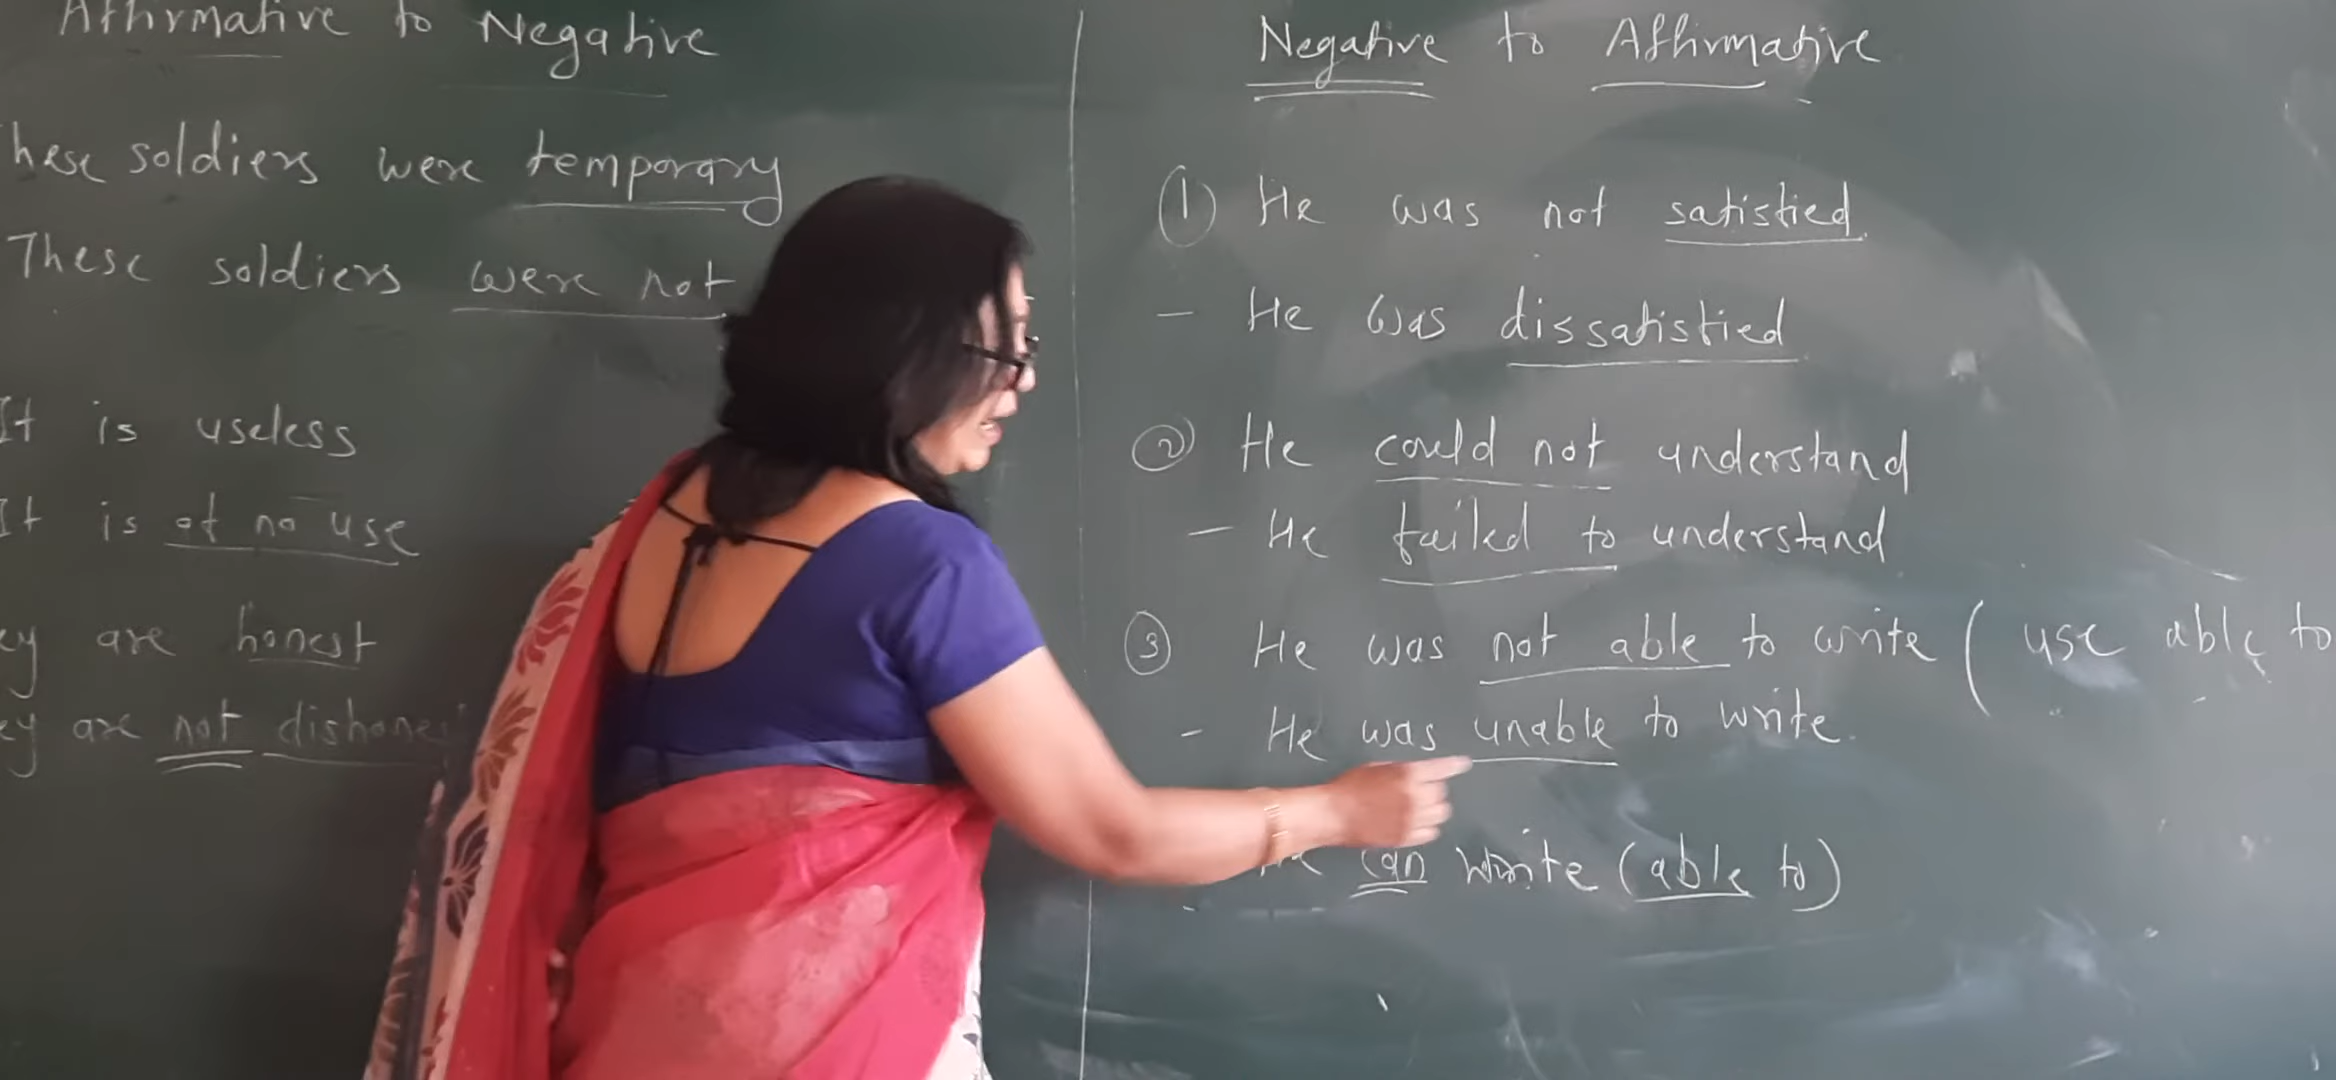 Affirmative to Negative
hese soldiers were temporary
These soldiers were not
It is useless
It is of no use
ey are honest
ey are not dishones
Negative to Affirmative
① He was not satisfied.
- He was dissatisfied
② He could not understand
- He failed to understand
③ He was not able to write ( use able to
- He was unable to write.
can write (able to)